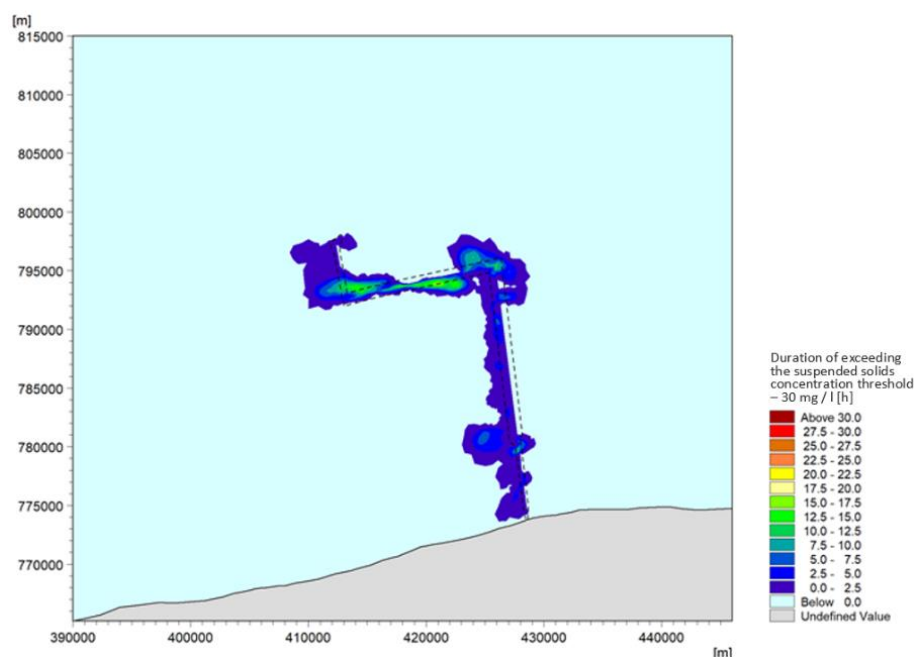 [m]
815000
810000
805000
800000
795000
790000
785000
780000
775000
770000
390000 400000 410000 420000 430000 440000
[m]
Duration of exceeding
the suspended solids
concentration threshold
– 30 mg / l [h]
Above 30.0
27.5 - 30.0
25.0 - 27.5
22.5 - 25.0
20.0 - 22.5
17.5 - 20.0
15.0 - 17.5
12.5 - 15.0
10.0 - 12.5
7.5 - 10.0
5.0 - 7.5
2.5 - 5.0
0.0 - 2.5
Below 0.0
Undefined Value